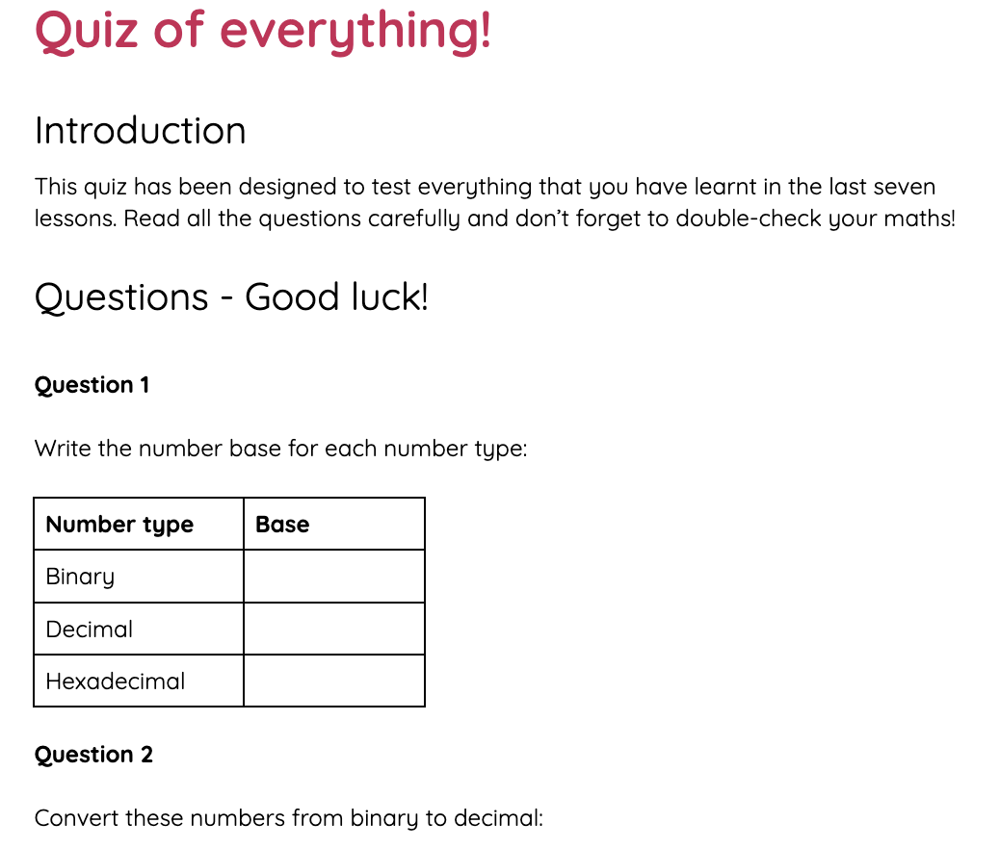 Quiz of everything!
Introduction
This quiz has been designed to test everything that you have learnt in the last seven
lessons. Read all the questions carefully and don’t forget to double-check your maths!
Questions - Good luck!
Question 1
Write the number base for each number type:
Number type Base
Binary
Decimal
Hexadecimal
Question 2
Convert these numbers from binary to decimal: